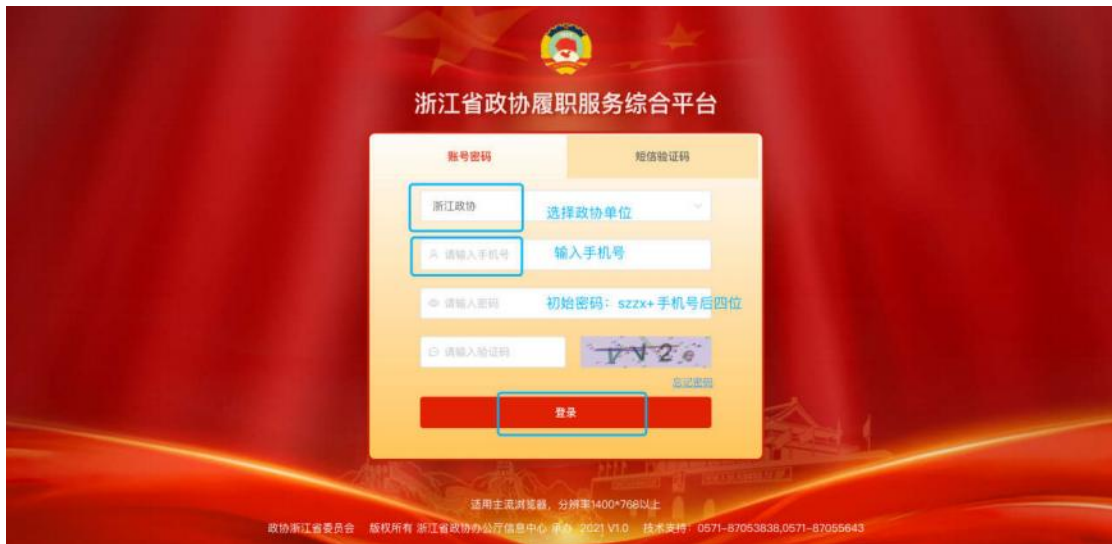 浙江省政协履职服务综合平台
账号密码 短信验证码
浙江政协 选择政协单位
请输入手机号 输入手机号
请输入密码 初始密码：szzx+手机号后四位
请输入验证码 VV2e
忘记密码
登录
适用主流浏览器，分辨率1400*768以上
政协浙江省委员会 版权所有 浙江省政协办公厅信息中心 承办 2021 V1.0 技术支持：0571-87053838,0571-87055643